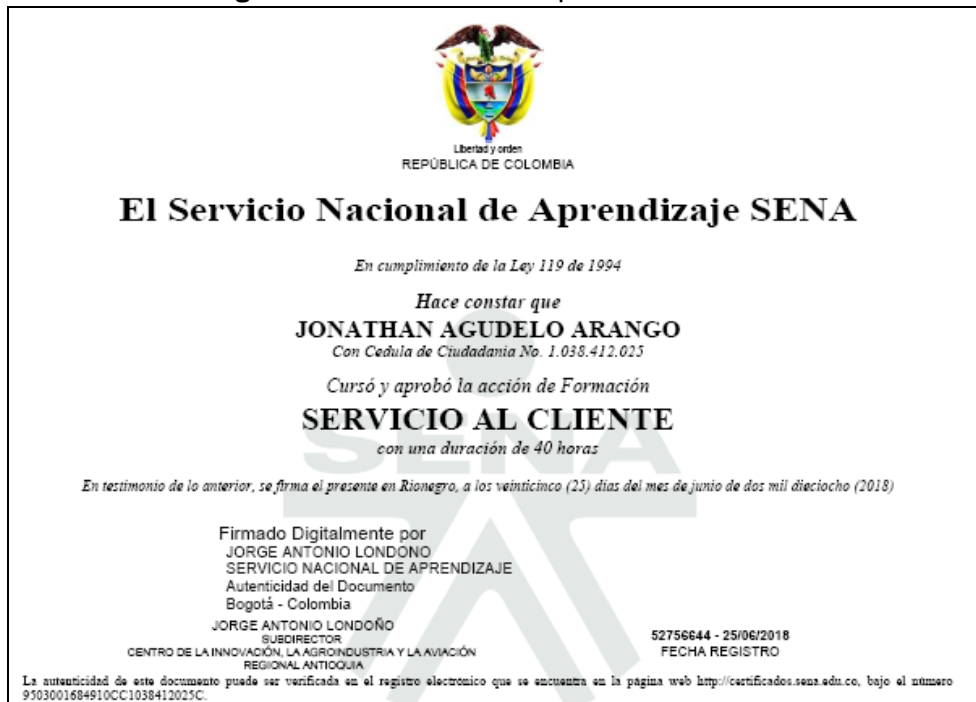 Libertad y orden
REPÚBLICA DE COLOMBIA
El Servicio Nacional de Aprendizaje SENA
En cumplimiento de la Ley 119 de 1994
Hace constar que
JONATHAN AGUDELO ARANGO
Con Cedula de Ciudadania No. 1.038.412.025
Cursó y aprobó la acción de Formación
SERVICIO AL CLIENTE
con una duración de 40 horas
SENA
En testimonio de lo anterior, se firma el presente en Rionegro, a los veinticinco (25) días del mes de junio de dos mil dieciocho (2018)
Firmado Digitalmente por
JORGE ANTONIO LONDONO
SERVICIO NACIONAL DE APRENDIZAJE
Autenticidad del Documento
Bogotá - Colombia
JORGE ANTONIO LONDOÑO
SUBDIRECTOR
CENTRO DE LA INNOVACIÓN, LA AGROINDUSTRIA Y LA AVIACIÓN
REGIONAL ANTIOQUIA
52756644 - 25/06/2018
FECHA REGISTRO
La autenticidad de este documento puede ser verificada en el registro electrónico que se encuentra en la página web http://certificados.sena.edu.co, bajo el número
9503001684910CC1038412025C.